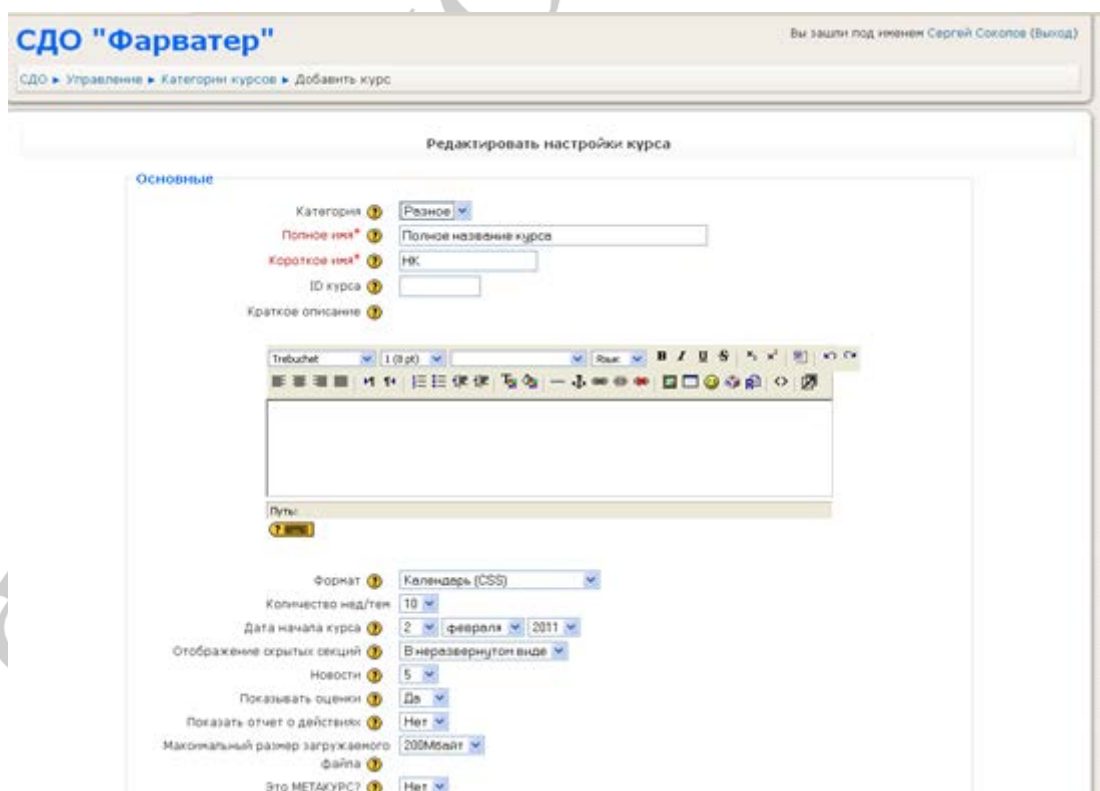 СДО "Фарватер"
Вы зашли под именем Сергей Соколов (Выход)
СДО ► Управление ► Категории курсов ► Добавить курс
Редактировать настройки курса
Основные
Категория Разное
Полное имя* Полное название курса
Короткое имя* НК
ID курса
Краткое описание
Trebuchet 1 (8 pt) Язык B I U S
Путь:
Формат Календарь (CSS)
Количество нед/тем 10
Дата начала курса 2 февраля 2011
Отображение скрытых секций В неразвернутом виде
Новости 5
Показывать оценки Да
Показать отчет о действиях Нет
Максимальный размер загружаемого 200Мбайт
файла
Это МЕТАКУРС? Нет